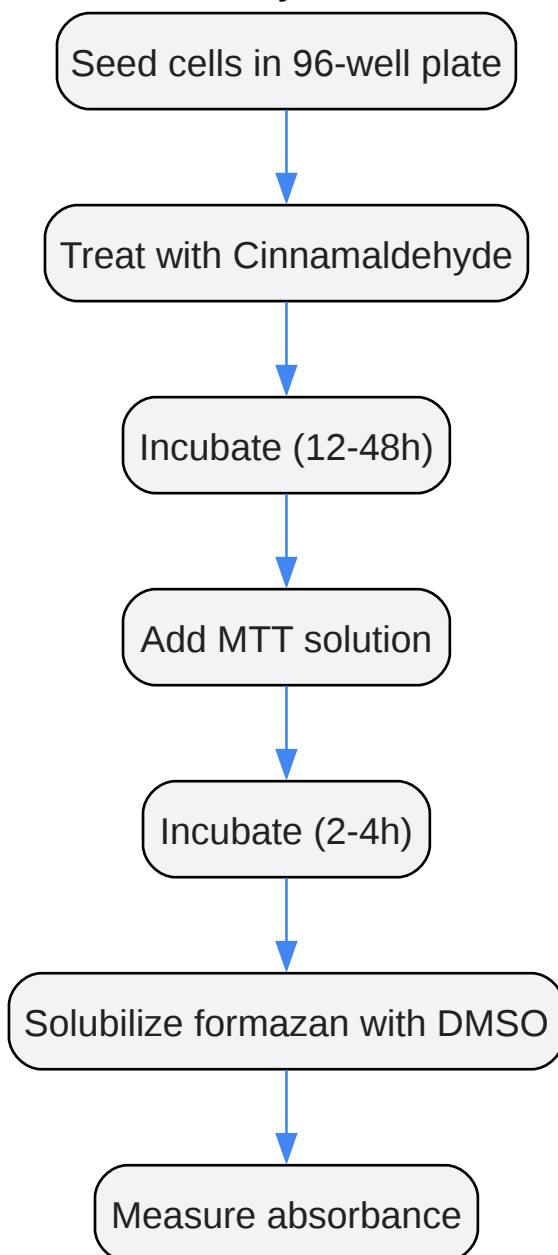 Seed cells in 96-well plate
Treat with Cinnamaldehyde
Incubate (12-48h)
Add MTT solution
Incubate (2-4h)
Solubilize formazan with DMSO
Measure absorbance